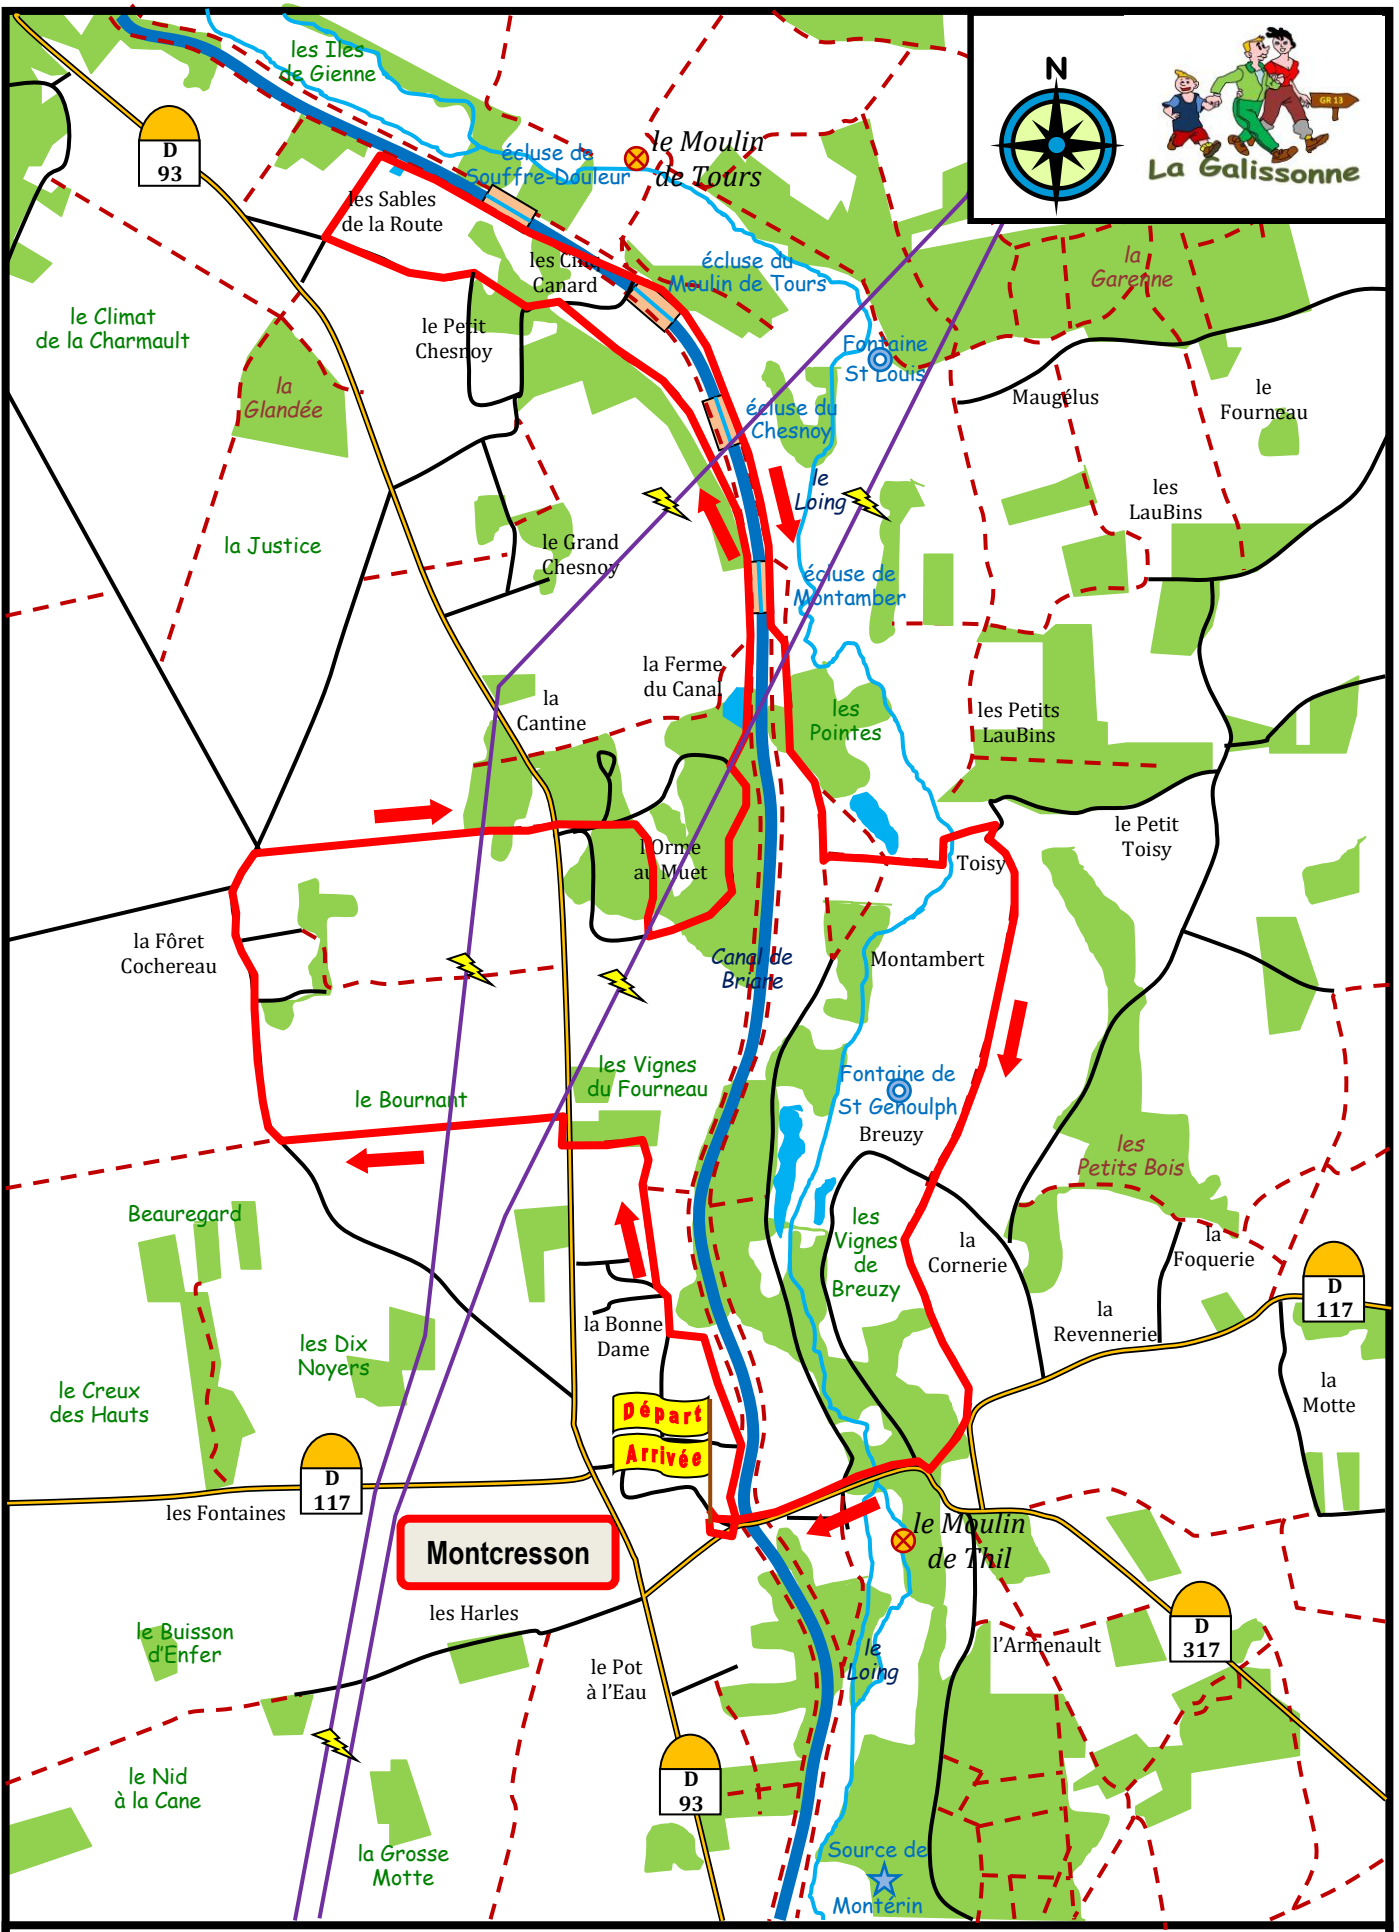 les Iles
de Gienne
N
GR 13
La Galissonne
D
93
écluse de
Souffre-Douleur
le Moulin
de Tours
les Sables
de la Route
les Cinq
Canard
écluse du
Moulin de Tours
la
Garenne
le Climat
de la Charmault
le Petit
Chesnoy
Fontaine
St Louis
la
Glandée
Maugélus
le
Fourneau
écluse du
Chesnoy
le
Loing
les
LauBins
la Justice
le Grand
Chesnoy
écluse de
Montamber
la Ferme
du Canal
la
Cantine
les
Pointes
les Petits
LauBins
l'Orme
au Muet
Toisy
le Petit
Toisy
la Fôret
Cochereau
Canal de
Briare
Montambert
les Vignes
du Fourneau
le Bournant
Fontaine de
St Genoulph
Breuzy
les
Petits Bois
Beauregard
les
Vignes
de
Breuzy
la
Cornerie
la
Foquerie
D
117
la Bonne
Dame
la
Revennerie
les Dix
Noyers
le Creux
des Hauts
la
Motte
Départ
Arrivée
D
117
les Fontaines
Montcresson
le Moulin
de Thil
les Harles
le Buisson
d'Enfer
le Pot
à l'Eau
le
Loing
l'Armenault
D
317
D
93
le Nid
à la Cane
la Grosse
Motte
Source de
Montérin